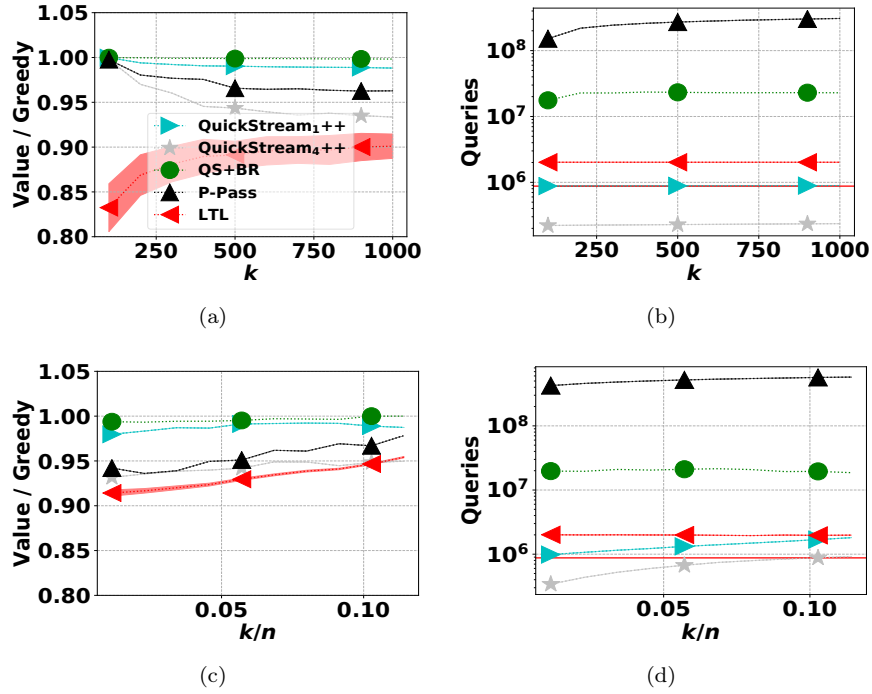 1.05
1.00
0.95
0.90
0.85
0.80
Value / Greedy
QuickStream₁++
QuickStream₄++
QS+BR
P-Pass
LTL
250 500 750 1000
k
(a)
10⁸
10⁷
10⁶
Queries
250 500 750 1000
k
(b)
1.05
1.00
0.95
0.90
0.85
0.80
Value / Greedy
0.05 0.10
k/n
(c)
10⁸
10⁷
10⁶
Queries
0.05 0.10
k/n
(d)